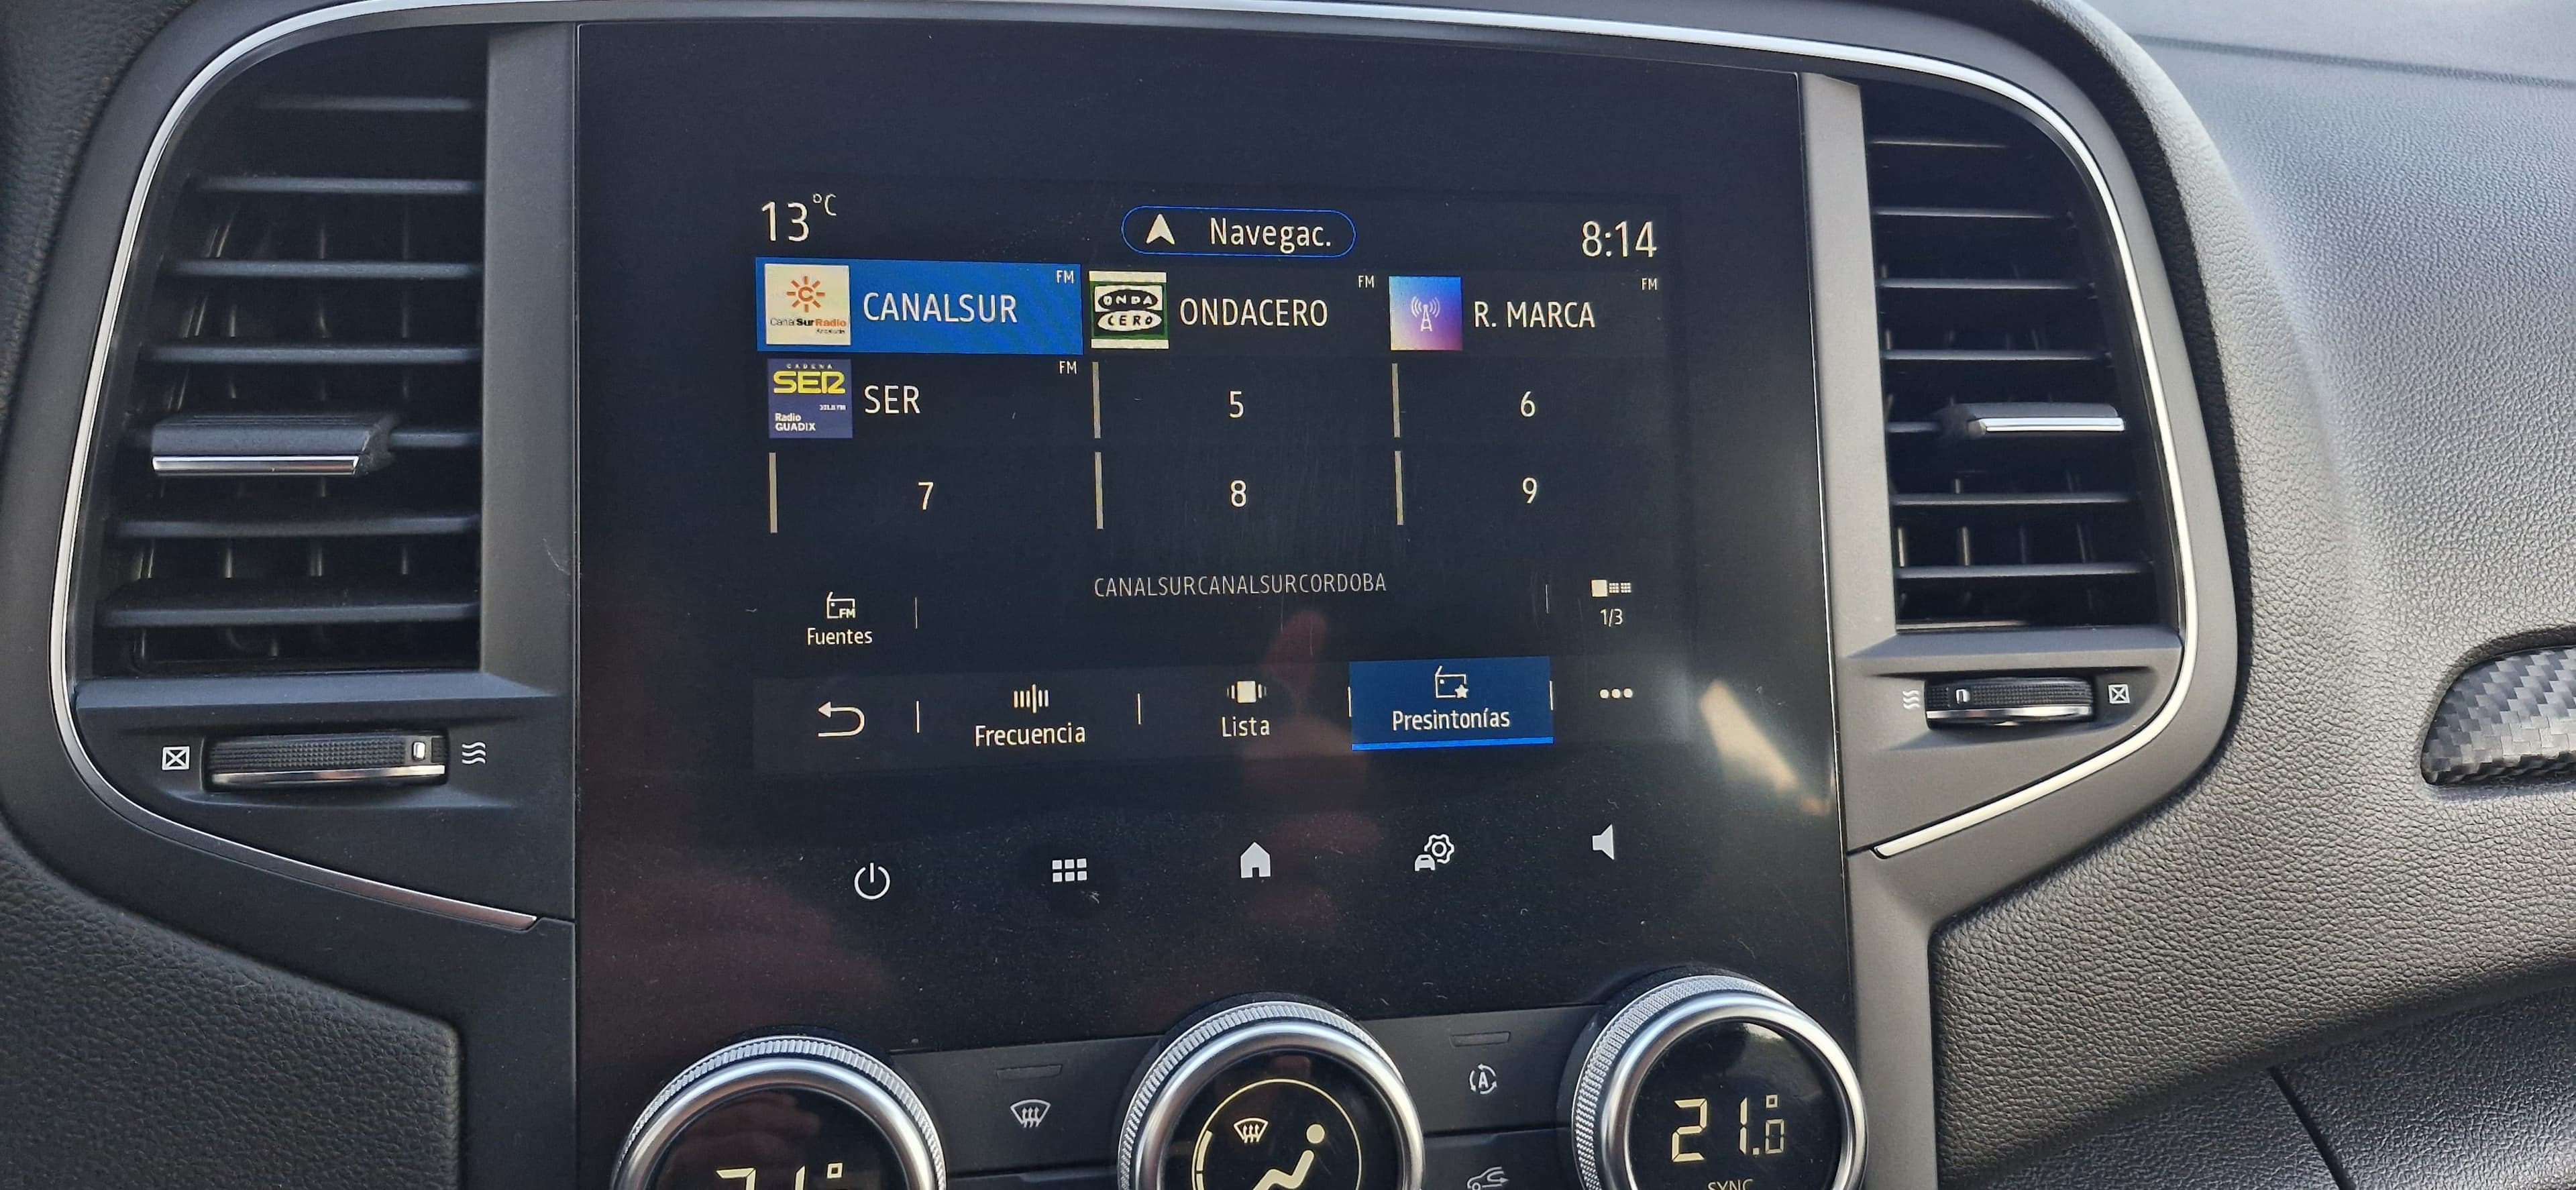 13°C
Navegac.
8:14
CanalSurRadio
CANALSUR
FM
ONDA
CERO
ONDACERO
FM
R. MARCA
FM
CADENA
SER
Radio
GUADIX
SER
FM
5
6
7
8
9
CANALSURCANALSURCORDOBA
FM
Fuentes
1/3
Frecuencia
Lista
Presintonías
A
21.0°
SYNC